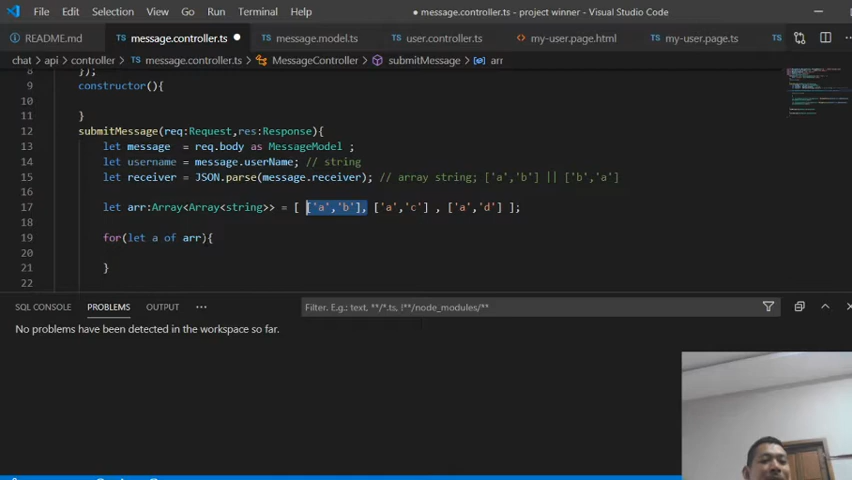 File Edit Selection View Go Run Terminal Help ● message.controller.ts - project winner - Visual Studio Code
README.md message.controller.ts message.model.ts user.controller.ts my-user.page.html my-user.page.ts TS
chat > api > controller > message.controller.ts > MessageController > submitMessage > arr
8 });
9 constructor(){
10
11 }
12 submitMessage(req:Request,res:Response){
13 let message = req.body as MessageModel ;
14 let username = message.userName; // string
15 let receiver = JSON.parse(message.receiver); // array string; ['a','b'] || ['b','a']
16
17 let arr:Array<Array<string>> = [ ['a','b'], ['a','c'] , ['a','d'] ];
18
19 for(let a of arr){
20
21 }
22
SQL CONSOLE PROBLEMS OUTPUT ··· Filter. E.g.: text, **/*.ts, !**/node_modules/**
No problems have been detected in the workspace so far.